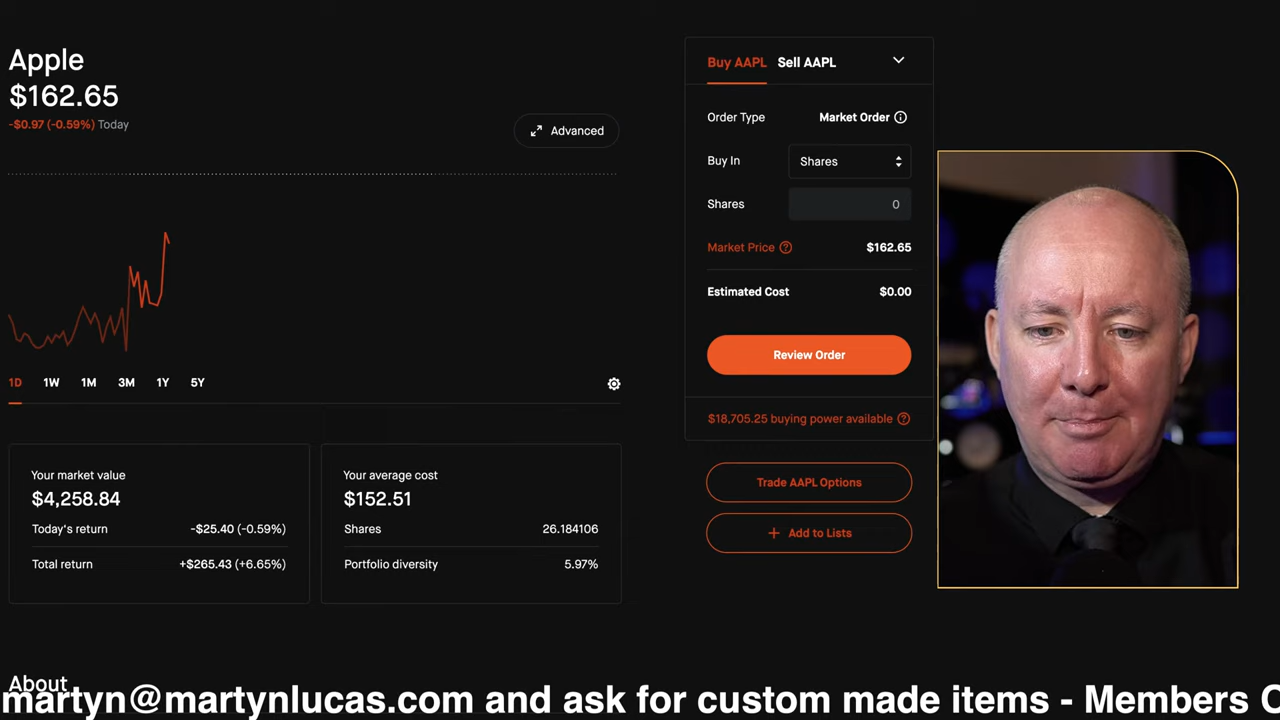 Apple
$162.65
-$0.97 (-0.59%) Today
Advanced
1D 1W 1M 3M 1Y 5Y
Your market value
$4,258.84
Today's return -$25.40 (-0.59%)
Total return +$265.43 (+6.65%)
Your average cost
$152.51
Shares 26.184106
Portfolio diversity 5.97%
Buy AAPL Sell AAPL
Order Type Market Order
Buy In Shares
Shares 0
Market Price $162.65
Estimated Cost $0.00
Review Order
$18,705.25 buying power available
Trade AAPL Options
+ Add to Lists
About
martyn@martynlucas.com and ask for custom made items - Members C